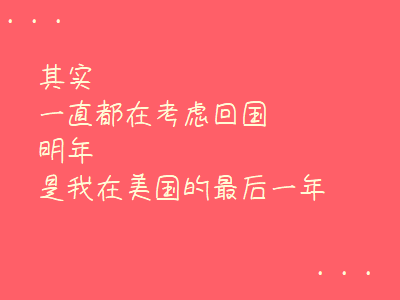 . . .
其实
一直都在考虑回国
明年
是我在美国的最后一年
. . .